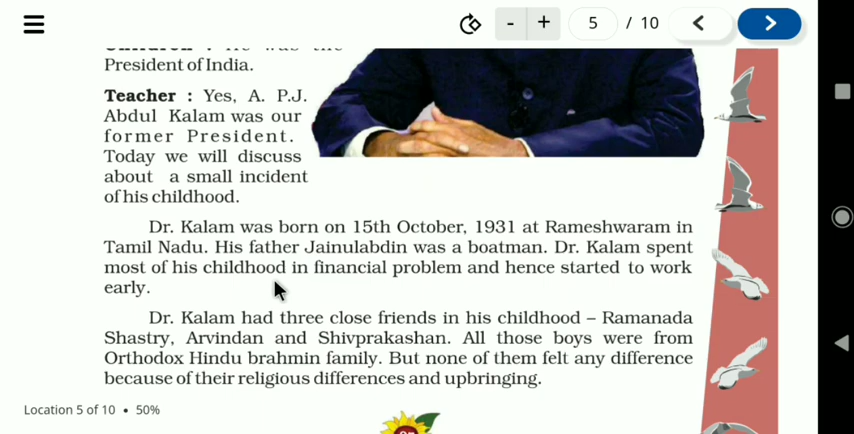 5 / 10
President of India.
Teacher : Yes, A. P.J.
Abdul Kalam was our
former President.
Today we will discuss
about a small incident
of his childhood.
Dr. Kalam was born on 15th October, 1931 at Rameshwaram in
Tamil Nadu. His father Jainulabdin was a boatman. Dr. Kalam spent
most of his childhood in financial problem and hence started to work
early.
Dr. Kalam had three close friends in his childhood – Ramanada
Shastry, Arvindan and Shivprakashan. All those boys were from
Orthodox Hindu brahmin family. But none of them felt any difference
because of their religious differences and upbringing.
Location 5 of 10 • 50%